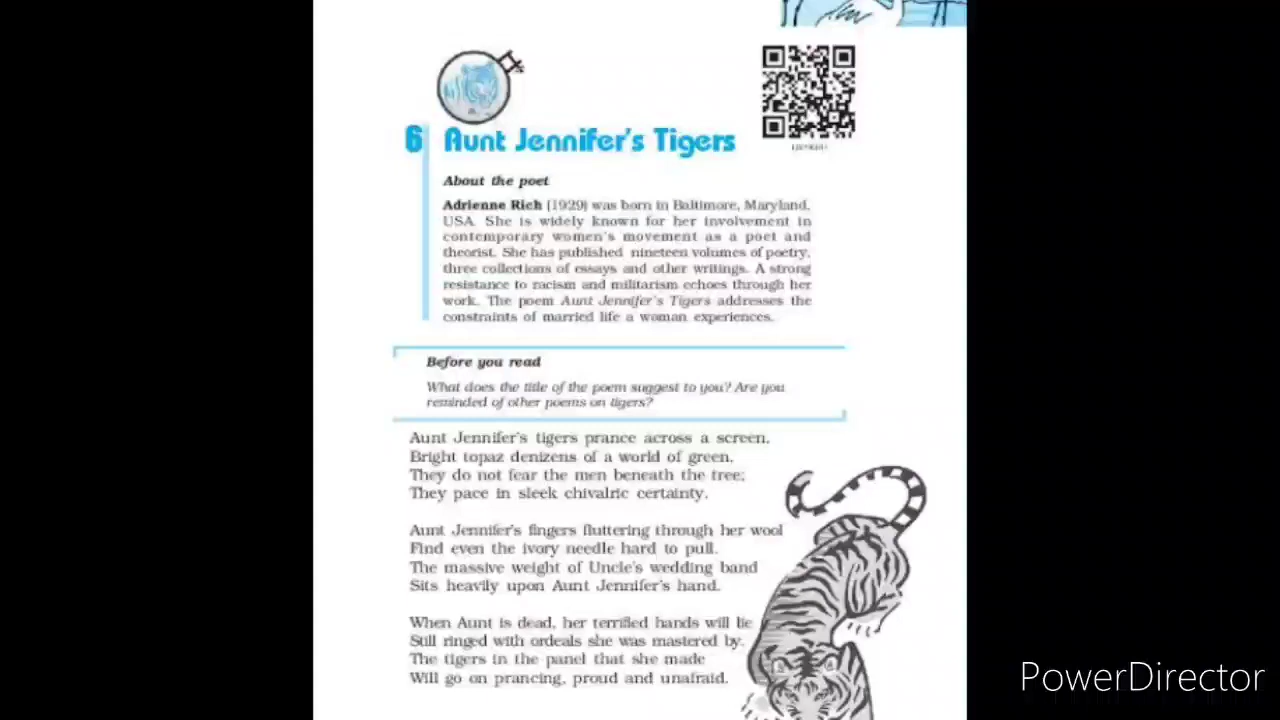 6 Aunt Jennifer's Tigers
About the poet
Adrienne Rich (1929) was born in Baltimore, Maryland,
USA. She is widely known for her involvement in
contemporary women's movement as a poet and
theorist. She has published nineteen volumes of poetry,
three collections of essays and other writings. A strong
resistance to racism and militarism echoes through her
work. The poem Aunt Jennifer's Tigers addresses the
constraints of married life a woman experiences.
Before you read
What does the title of the poem suggest to you? Are you
reminded of other poems on tigers?
Aunt Jennifer's tigers prance across a screen,
Bright topaz denizens of a world of green.
They do not fear the men beneath the tree;
They pace in sleek chivalric certainty.
Aunt Jennifer's fingers fluttering through her wool
Find even the ivory needle hard to pull.
The massive weight of Uncle's wedding band
Sits heavily upon Aunt Jennifer's hand.
When Aunt is dead, her terrified hands will lie
Still ringed with ordeals she was mastered by.
The tigers in the panel that she made
Will go on prancing, proud and unafraid.
PowerDirector